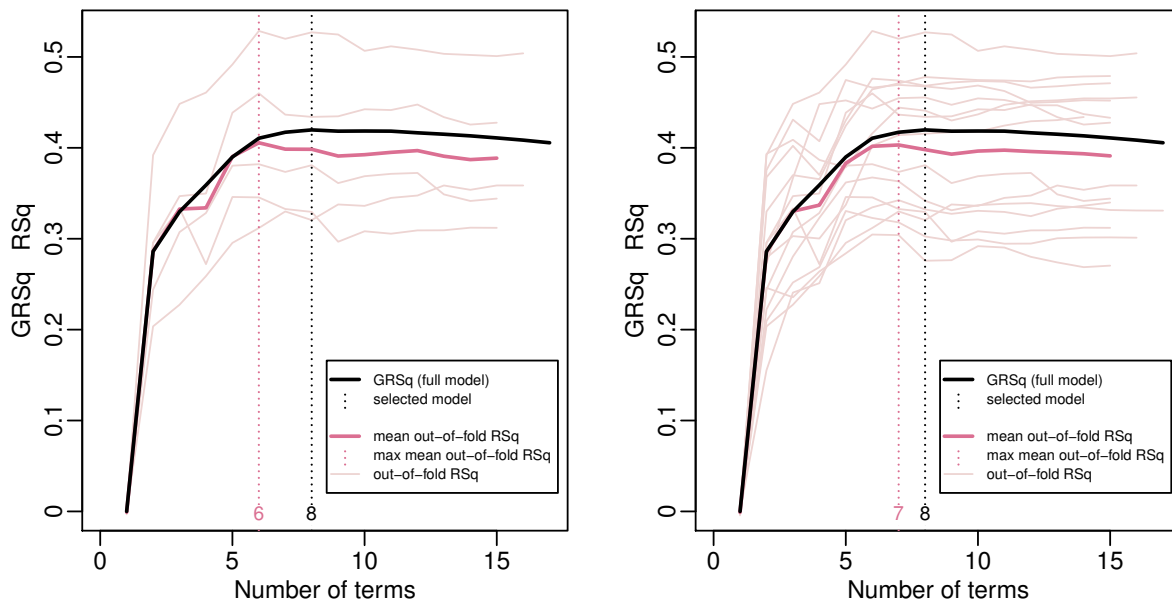 GRSq RSq
0
0.1
0.2
0.3
0.4
0.5
GRSq (full model)
selected model
mean out−of−fold RSq
max mean out−of−fold RSq
out−of−fold RSq
6
8
0
5
10
15
Number of terms
GRSq RSq
0
0.1
0.2
0.3
0.4
0.5
GRSq (full model)
selected model
mean out−of−fold RSq
max mean out−of−fold RSq
out−of−fold RSq
7
8
0
5
10
15
Number of terms